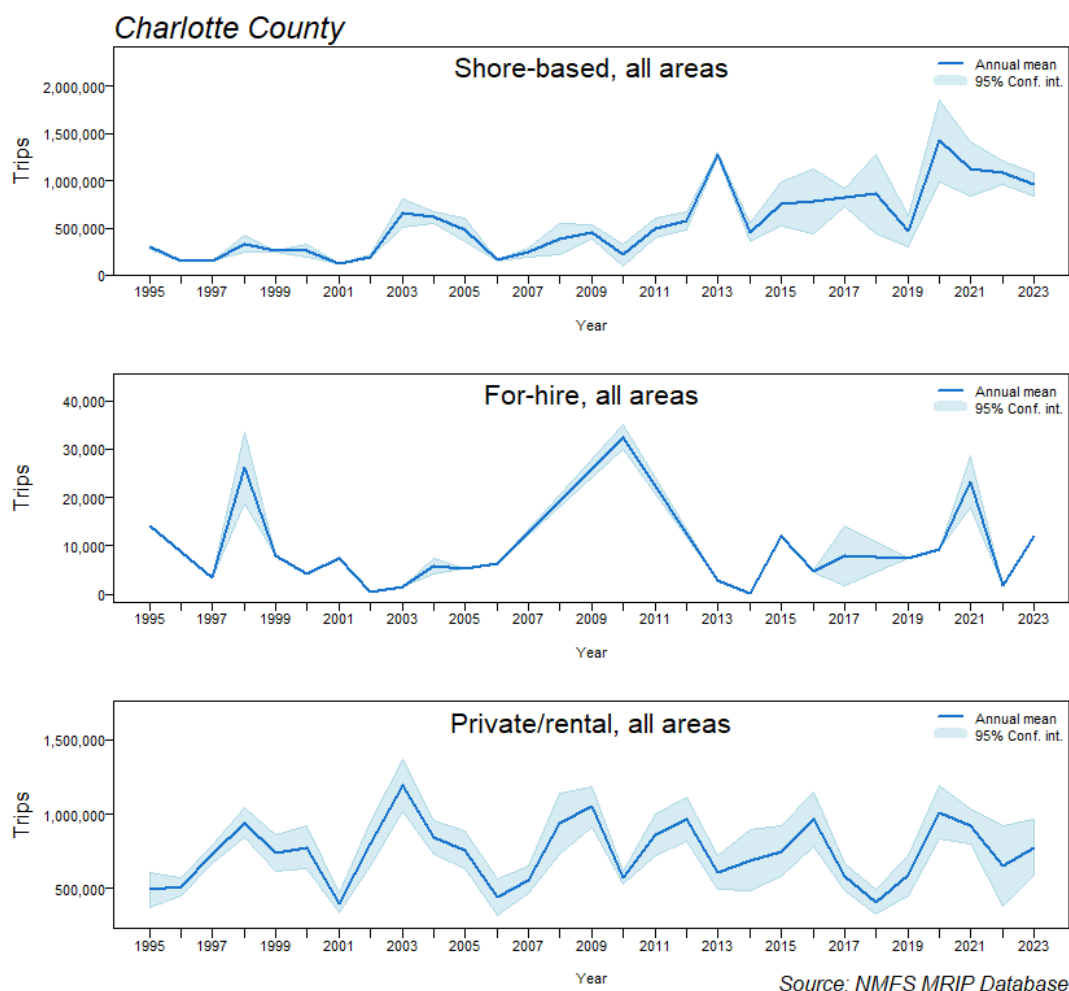 Charlotte County
Shore-based, all areas
Annual mean
95% Conf. int.
Trips
2,000,000
1,500,000
1,000,000
500,000
0
1995 1997 1999 2001 2003 2005 2007 2009 2011 2013 2015 2017 2019 2021 2023
Year
For-hire, all areas
Annual mean
95% Conf. int.
Trips
40,000
30,000
20,000
10,000
0
1995 1997 1999 2001 2003 2005 2007 2009 2011 2013 2015 2017 2019 2021 2023
Year
Private/rental, all areas
Annual mean
95% Conf. int.
Trips
1,500,000
1,000,000
500,000
1995 1997 1999 2001 2003 2005 2007 2009 2011 2013 2015 2017 2019 2021 2023
Year
Source: NMFS MRIP Database